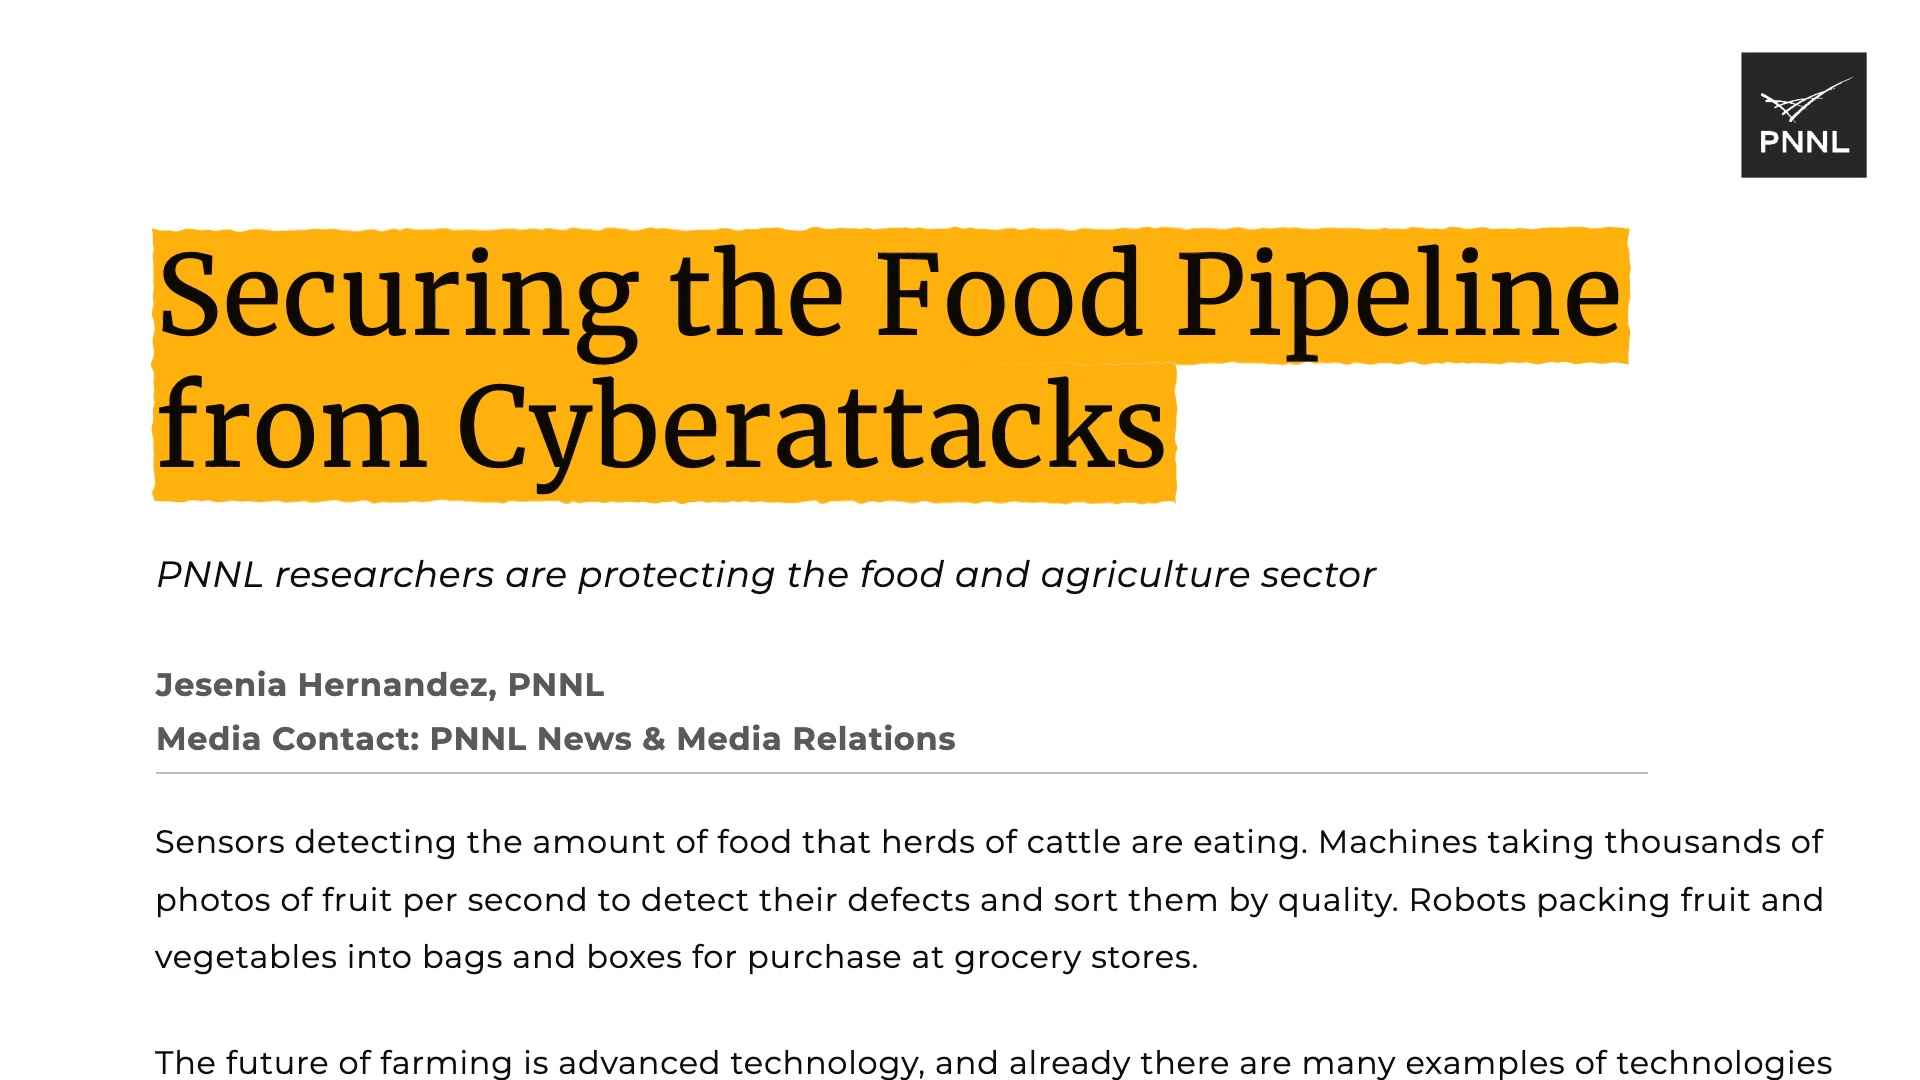 PNNL
Securing the Food Pipeline
from Cyberattacks
PNNL researchers are protecting the food and agriculture sector
Jesenia Hernandez, PNNL
Media Contact: PNNL News & Media Relations
Sensors detecting the amount of food that herds of cattle are eating. Machines taking thousands of
photos of fruit per second to detect their defects and sort them by quality. Robots packing fruit and
vegetables into bags and boxes for purchase at grocery stores.
The future of farming is advanced technology, and already there are many examples of technologies